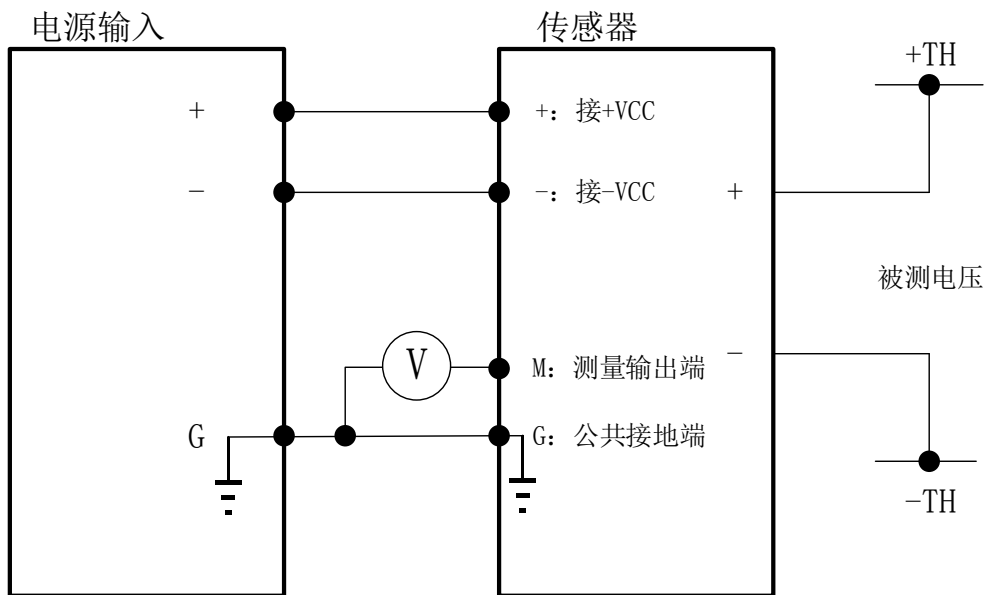 电源输入
传感器
+TH
+
+: 接+VCC
−
−: 接-VCC
+
被测电压
V
M: 测量输出端
−
G
G: 公共接地端
-TH